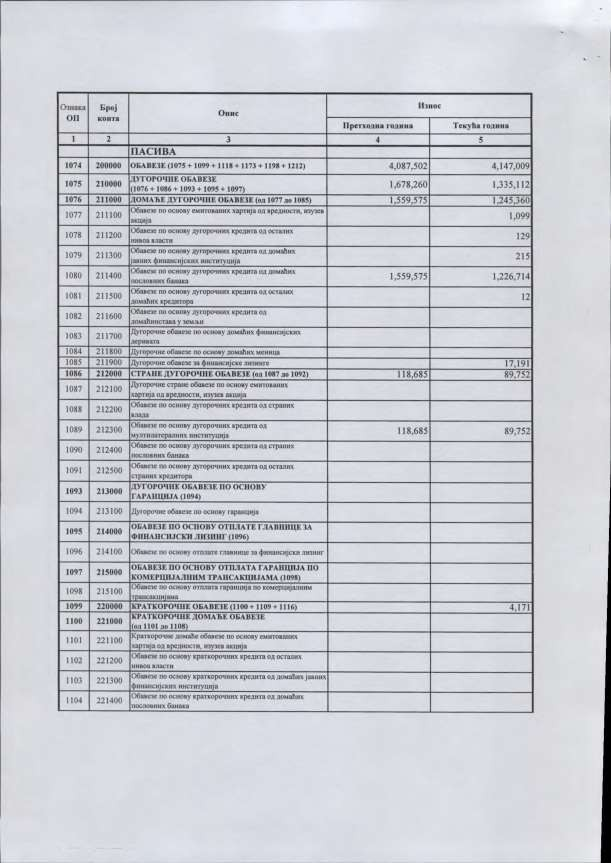 Ознака ОП | Број конта | Опис | Износ
Претходна година | Текућа година
1 | 2 | 3 | 4 | 5
ПАСИВА
1074 | 200000 | ОБАВЕЗЕ (1075 + 1099 + 1118 + 1173 + 1198 + 1212) | 4,087,502 | 4,147,009
1075 | 210000 | ДУГОРОЧНЕ ОБАВЕЗЕ
(1076 + 1086 + 1093 + 1095 + 1097) | 1,678,260 | 1,335,112
1076 | 211000 | ДОМАЋЕ ДУГОРОЧНЕ ОБАВЕЗЕ (од 1077 до 1085) | 1,559,575 | 1,245,360
1077 | 211100 | Обавезе по основу емитованих хартија од вредности, изузев
акција | 1,099
1078 | 211200 | Обавезе по основу дугорочних кредита од осталих
нивоа власти | 129
1079 | 211300 | Обавезе по основу дугорочних кредита од домаћих
јавних финансијских институција | 215
1080 | 211400 | Обавезе по основу дугорочних кредита од домаћих
пословних банака | 1,559,575 | 1,226,714
1081 | 211500 | Обавезе по основу дугорочних кредита од осталих
домаћих кредитора | 12
1082 | 211600 | Обавезе по основу дугорочних кредита од
домаћинстава у земљи
1083 | 211700 | Дугорочне обавезе по основу домаћих финансијских
деривата
1084 | 211800 | Дугорочне обавезе по основу домаћих меница
1085 | 211900 | Дугорочне обавезе за финансијске лизинге | 17,191
1086 | 212000 | СТРАНЕ ДУГОРОЧНЕ ОБАВЕЗЕ (од 1087 до 1092) | 118,685 | 89,752
1087 | 212100 | Дугорочне стране обавезе по основу емитованих
хартија од вредности, изузев акција
1088 | 212200 | Обавезе по основу дугорочних кредита од страних
влада
1089 | 212300 | Обавезе по основу дугорочних кредита од
мултилатералних институција | 118,685 | 89,752
1090 | 212400 | Обавезе по основу дугорочних кредита од страних
пословних банака
1091 | 212500 | Обавезе по основу дугорочних кредита од осталих
страних кредитора
1093 | 213000 | ДУГОРОЧНЕ ОБАВЕЗЕ ПО ОСНОВУ
ГАРАНЦИЈА (1094)
1094 | 213100 | Дугорочне обавезе по основу гаранција
1095 | 214000 | ОБАВЕЗЕ ПО ОСНОВУ ОТПЛАТЕ ГЛАВНИЦЕ ЗА
ФИНАНСИЈСКИ ЛИЗИНГ (1096)
1096 | 214100 | Обавезе по основу отплате главнице за финансијски лизинг
1097 | 215000 | ОБАВЕЗЕ ПО ОСНОВУ ОТПЛАТА ГАРАНЦИЈА ПО
КОМЕРЦИЈАЛНИМ ТРАНСАКЦИЈАМА (1098)
1098 | 215100 | Обавезе по основу отплата гаранција по комерцијалним
трансакцијама
1099 | 220000 | КРАТКОРОЧНЕ ОБАВЕЗЕ (1100 + 1109 + 1116) | 4,171
1100 | 221000 | КРАТКОРОЧНЕ ДОМАЋЕ ОБАВЕЗЕ
(од 1101 до 1108)
1101 | 221100 | Краткорочне домаће обавезе по основу емитованих
хартија од вредности, изузев акција
1102 | 221200 | Обавезе по основу краткорочних кредита од осталих
нивоа власти
1103 | 221300 | Обавезе по основу краткорочних кредита од домаћих јавних
финансијских институција
1104 | 221400 | Обавезе по основу краткорочних кредита од домаћих
пословних банака